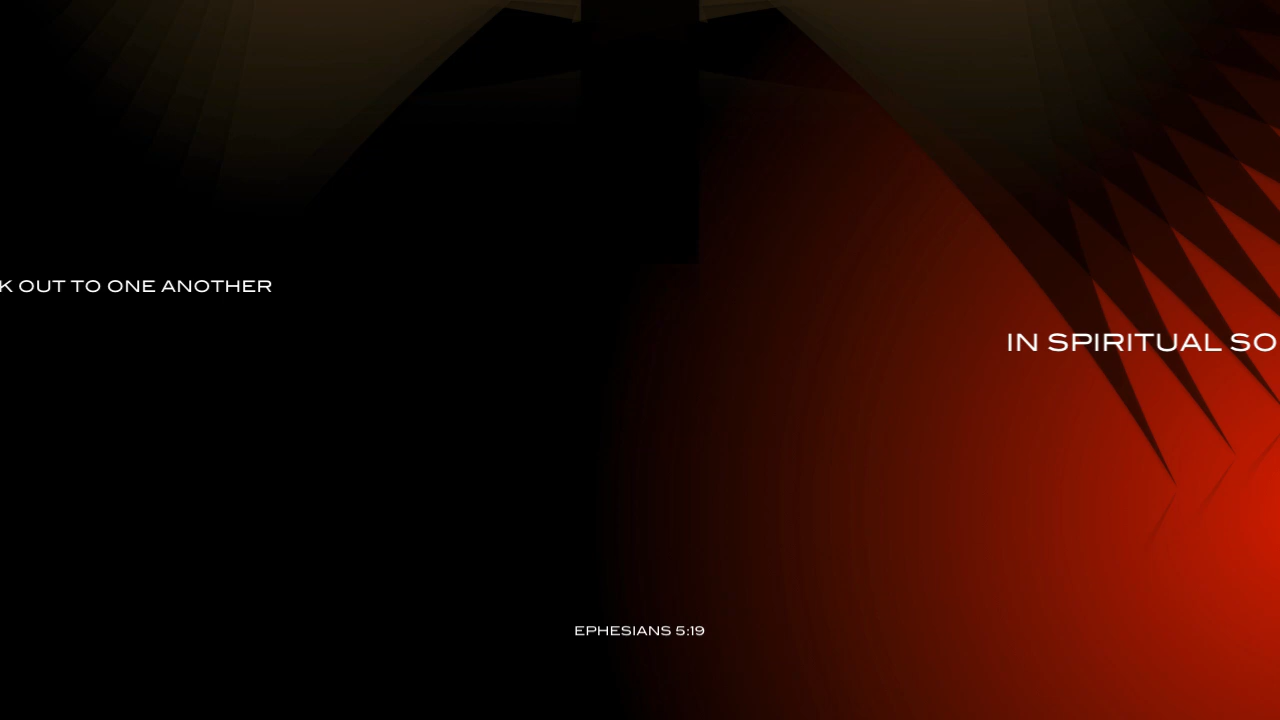 K OUT TO ONE ANOTHER
IN SPIRITUAL SO
EPHESIANS 5:19